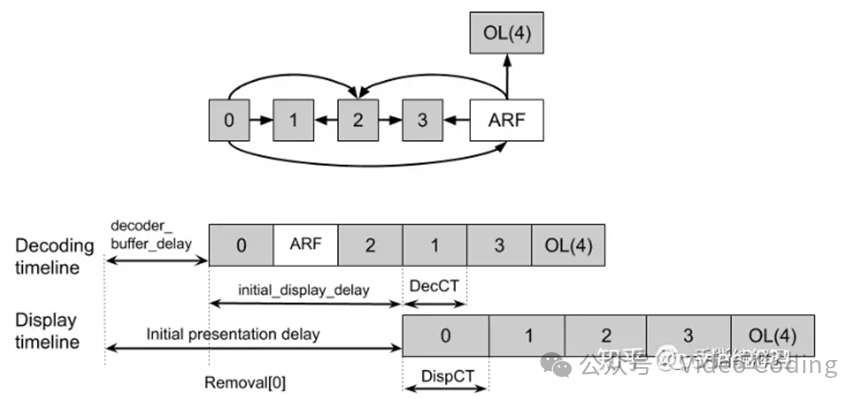 OL(4)
0 1 2 3 ARF
decoder_
buffer_delay
Decoding
timeline
0 ARF 2 1 3 OL(4)
initial_display_delay
DecCT
Display
timeline
Initial presentation delay
0 1 2 3 OL(4)
知乎
公众号 · Video Coding
Removal[0]
DispCT